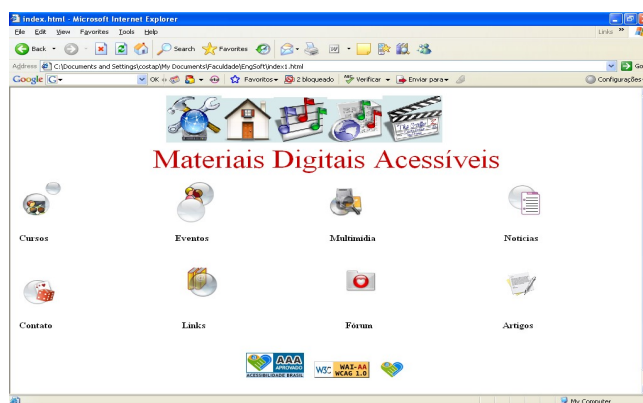 index.html - Microsoft Internet Explorer
File Edit View Favorites Tools Help
Links
Back Search Favorites
Address C:\Documents and Settings\costap\My Documents\Faculdade\EngSoft\index1.html Go
Google G OK Favoritos 2 bloqueado Verificar Enviar para Configurações
Materiais Digitais Acessíveis
Cursos Eventos Multimídia Notícias
Contato Links Fórum Artigos
AAA
APROVADO
ACESSIBILIDADE BRASIL
W3C WAI-AA
WCAG 1.0
My Computer